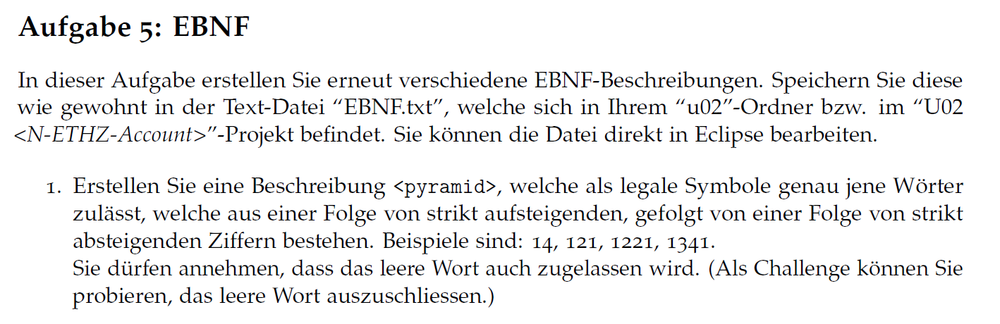 Aufgabe 5: EBNF
In dieser Aufgabe erstellen Sie erneut verschiedene EBNF-Beschreibungen. Speichern Sie diese
wie gewohnt in der Text-Datei “EBNF.txt”, welche sich in Ihrem “u02”-Ordner bzw. im “U02
<N-ETHZ-Account>”-Projekt befindet. Sie können die Datei direkt in Eclipse bearbeiten.
1. Erstellen Sie eine Beschreibung <pyramid>, welche als legale Symbole genau jene Wörter
zulässt, welche aus einer Folge von strikt aufsteigenden, gefolgt von einer Folge von strikt
absteigenden Ziffern bestehen. Beispiele sind: 14, 121, 1221, 1341.
Sie dürfen annehmen, dass das leere Wort auch zugelassen wird. (Als Challenge können Sie
probieren, das leere Wort auszuschliessen.)